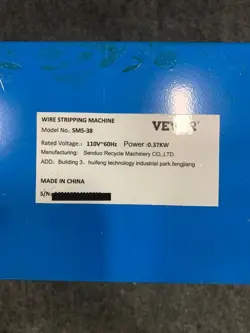 WIRE STRIPPING MACHINE
VEVOR
Model No. SMS-38
Rated Voltage: 110V~60Hz Power :0.37KW
Manufacturing: Senduo Recycle Machinery CO.,LTD.
ADD: Building 3, huifeng technology industrial park,fengjiang
MADE IN CHINA
S/N: